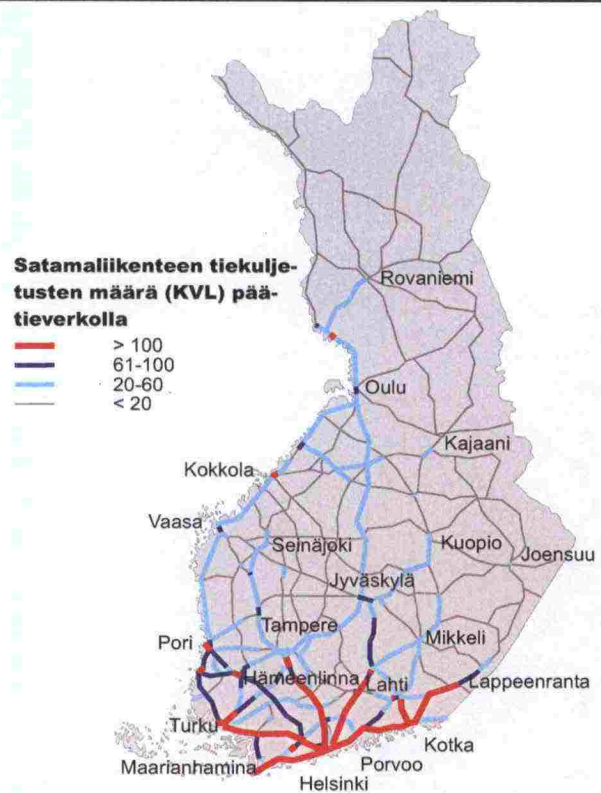 Satamaliikenteen tiekulje-
tusten määrä (KVL) pää-
tieverkolla
> 100
61-100
20-60
< 20
Rovaniemi
Oulu
Kajaani
Kokkola
Vaasa
Seinäjoki
Kuopio
Joensuu
Jyväskylä
Tampere
Pori
Mikkeli
Hämeenlinna
Lahti
Lappeenranta
Turku
Kotka
Maarianhamina
Porvoo
Helsinki